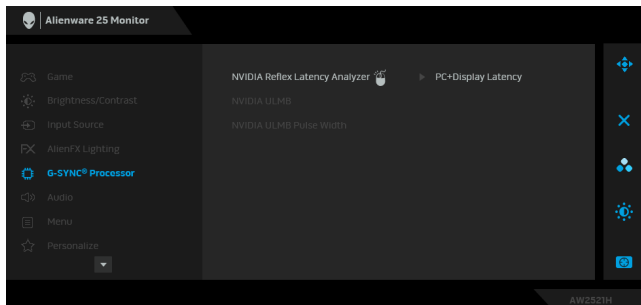 Alienware 25 Monitor
Game
Brightness/Contrast
Input Source
AlienFX Lighting
G-SYNC® Processor
Audio
Menu
Personalize
NVIDIA Reflex Latency Analyzer
PC+Display Latency
NVIDIA ULMB
NVIDIA ULMB Pulse Width
AW2521H